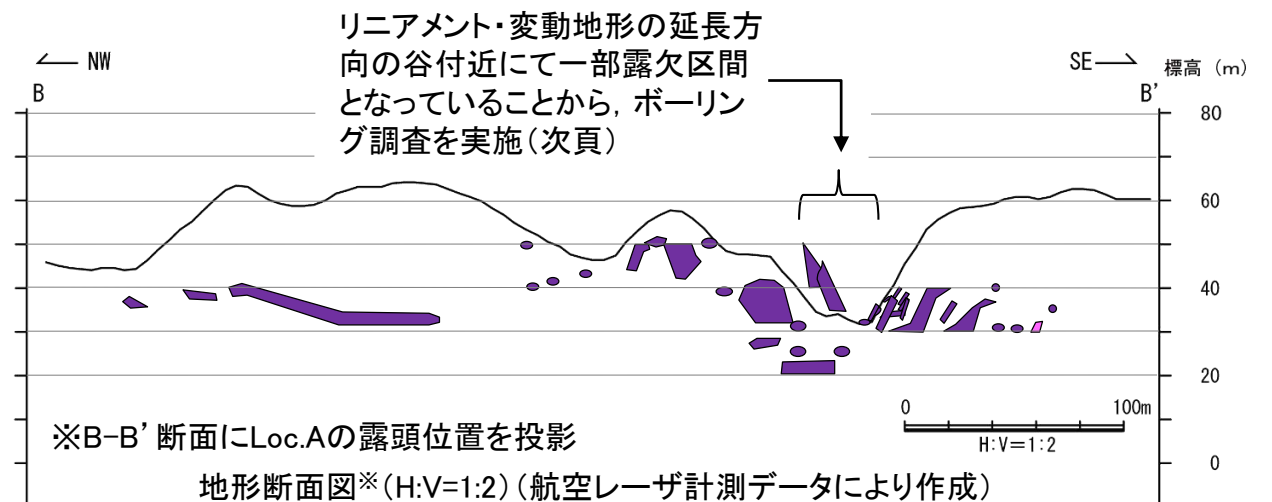 リニアメント・変動地形の延長方
向の谷付近にて一部露欠区間
となっていることから，ボーリン
グ調査を実施(次頁)
NW
SE
標高 (m)
B
B'
80
60
40
20
0
0 100m
H:V=1:2
※B-B'断面にLoc.Aの露頭位置を投影
地形断面図※(H:V=1:2)(航空レーザ計測データにより作成)